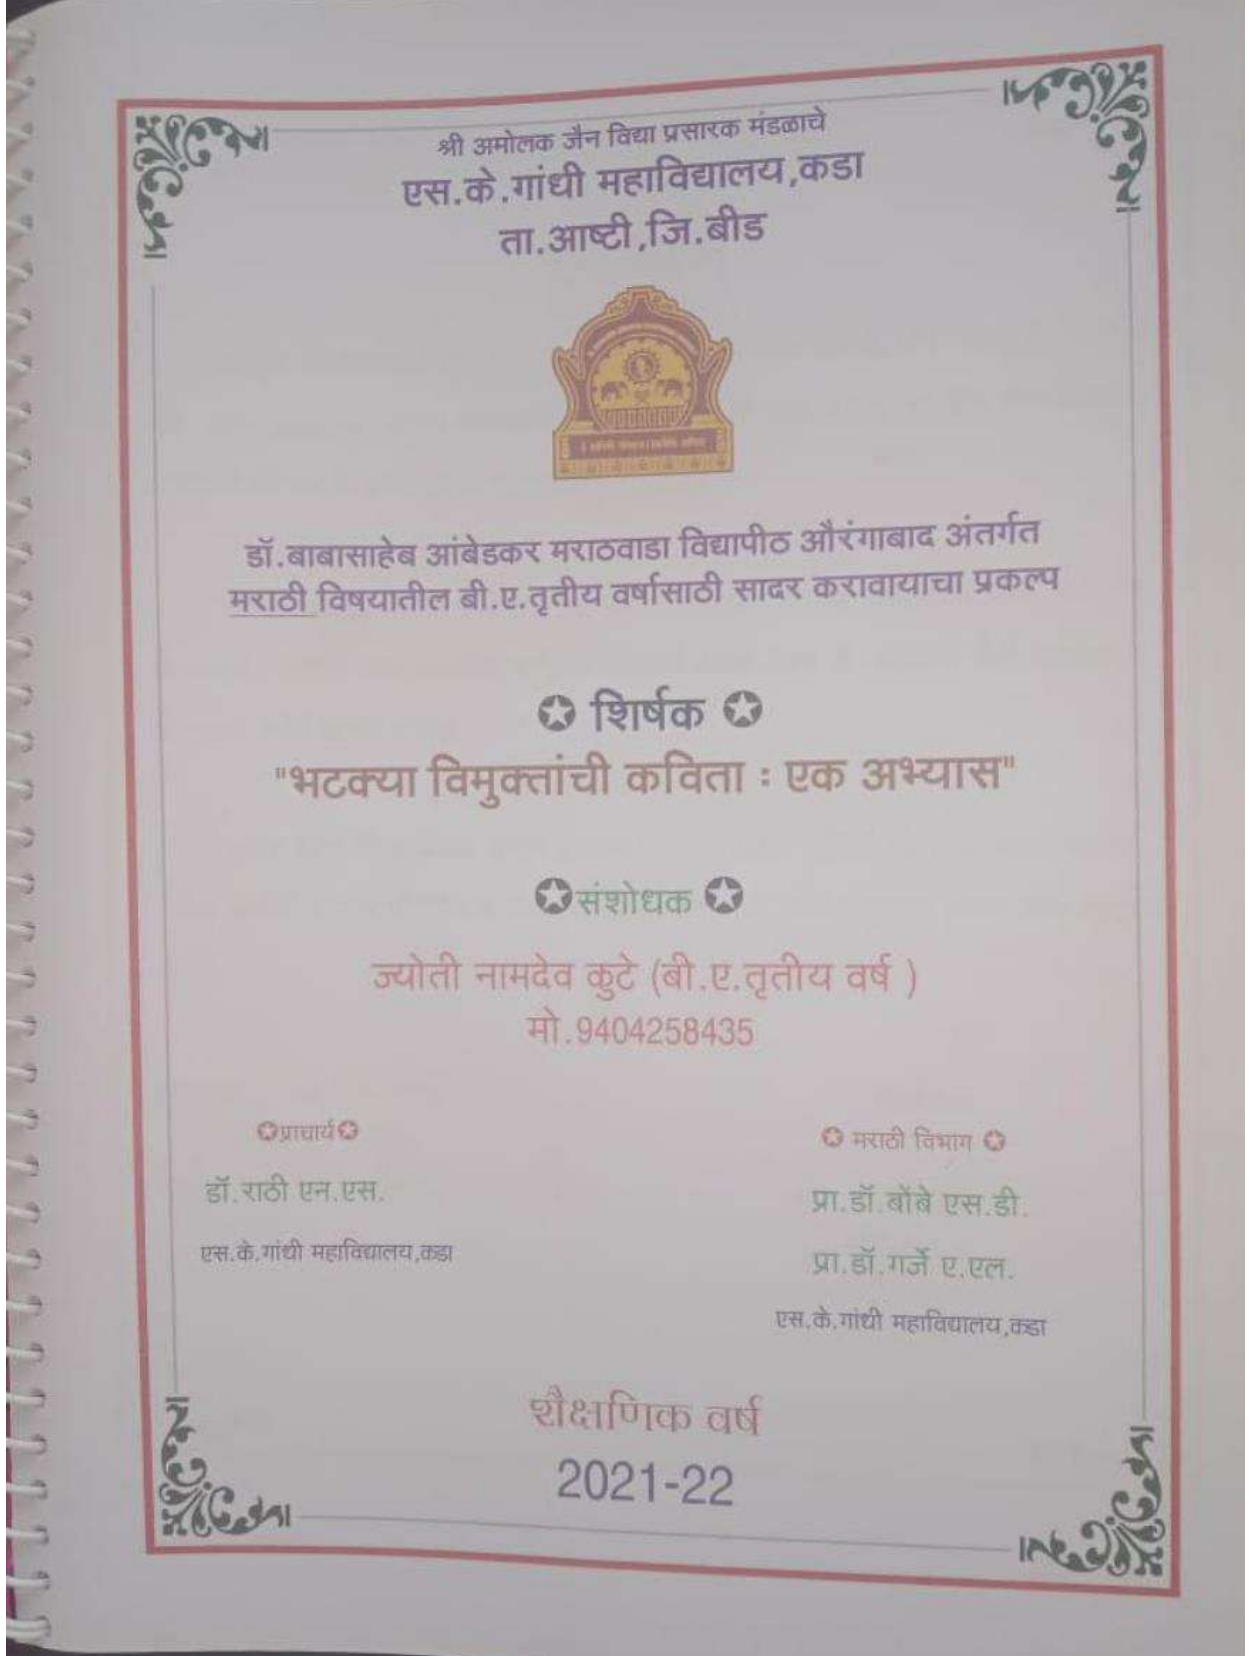 श्री अमोलक जैन विद्या प्रसारक मंडळाचे
एस.के.गांधी महाविद्यालय,कडा
ता.आष्टी,जि.बीड
डॉ.बाबासाहेब आंबेडकर मराठवाडा विद्यापीठ औरंगाबाद अंतर्गत
मराठी विषयातील बी.ए.तृतीय वर्षासाठी सादर करावायाचा प्रकल्प
✪ शिर्षक ✪
"भटक्या विमुक्तांची कविता : एक अभ्यास"
✪संशोधक ✪
ज्योती नामदेव कुटे (बी.ए.तृतीय वर्ष )
मो.9404258435
✪प्राचार्य✪
डॉ.राठी एन.एस.
एस.के.गांधी महाविद्यालय,कडा
✪ मराठी विभाग ✪
प्रा.डॉ.बोंबे एस.डी.
प्रा.डॉ.गर्जे ए.एल.
एस.के.गांधी महाविद्यालय,कडा
शैक्षणिक वर्ष
2021-22